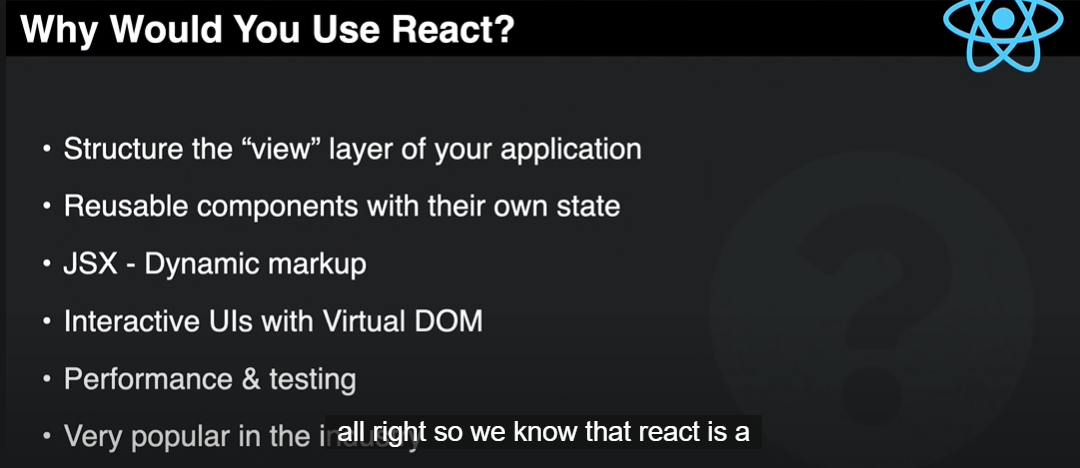 Why Would You Use React?
• Structure the “view” layer of your application
• Reusable components with their own state
• JSX - Dynamic markup
• Interactive UIs with Virtual DOM
• Performance & testing
• Very popular in the industry
all right so we know that react is a